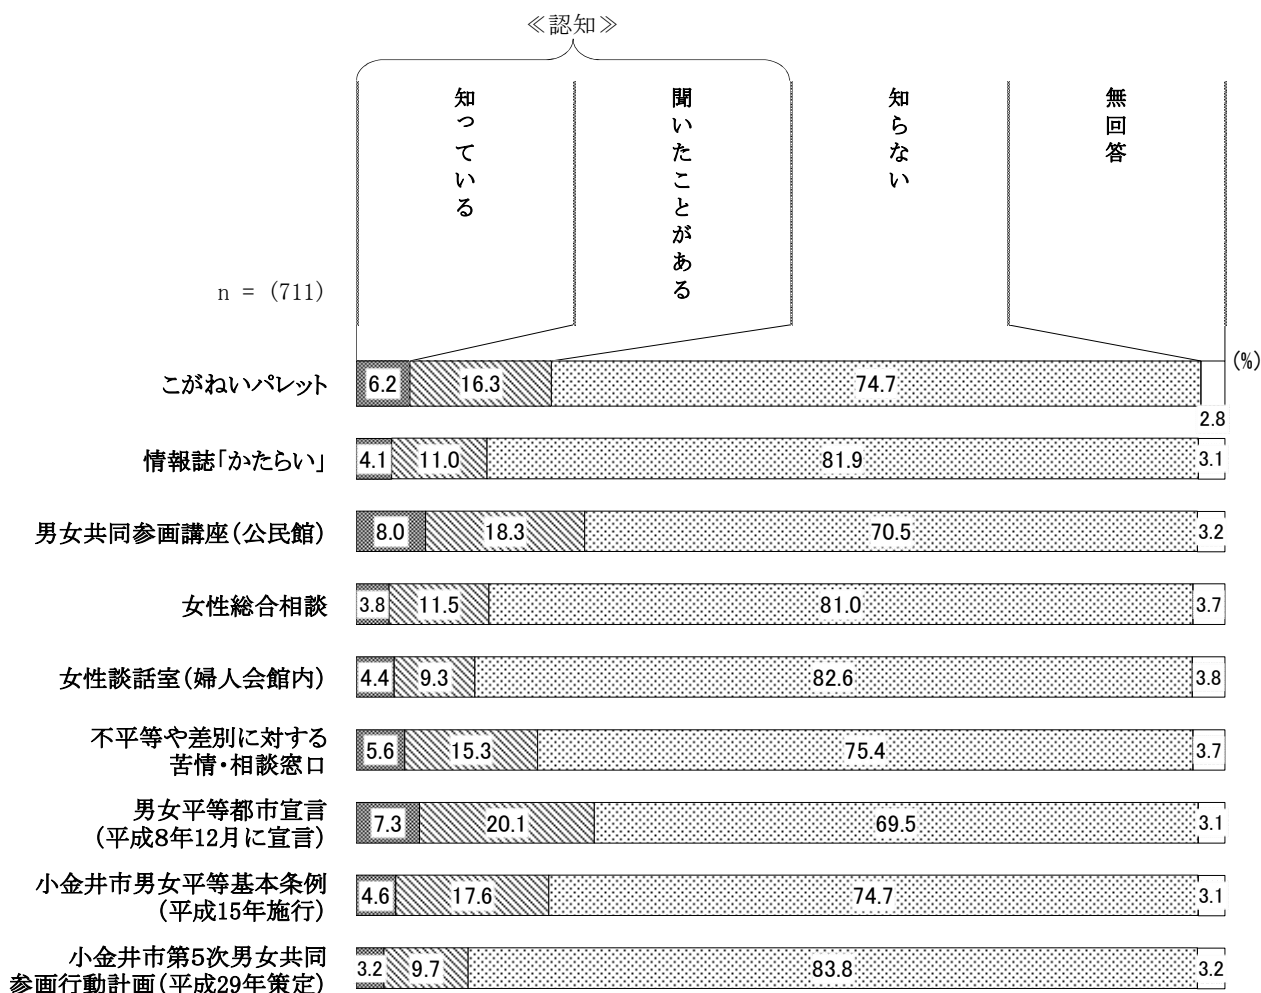 ≪認知≫
知っている
聞いたことがある
知らない
無回答
n = (711)
(%)
こがねいパレット
6.2 16.3 74.7 2.8
情報誌「かたらい」
4.1 11.0 81.9 3.1
男女共同参画講座(公民館)
8.0 18.3 70.5 3.2
女性総合相談
3.8 11.5 81.0 3.7
女性談話室(婦人会館内)
4.4 9.3 82.6 3.8
不平等や差別に対する
苦情・相談窓口
5.6 15.3 75.4 3.7
男女平等都市宣言
(平成8年12月に宣言)
7.3 20.1 69.5 3.1
小金井市男女平等基本条例
(平成15年施行)
4.6 17.6 74.7 3.1
小金井市第5次男女共同
参画行動計画(平成29年策定)
3.2 9.7 83.8 3.2